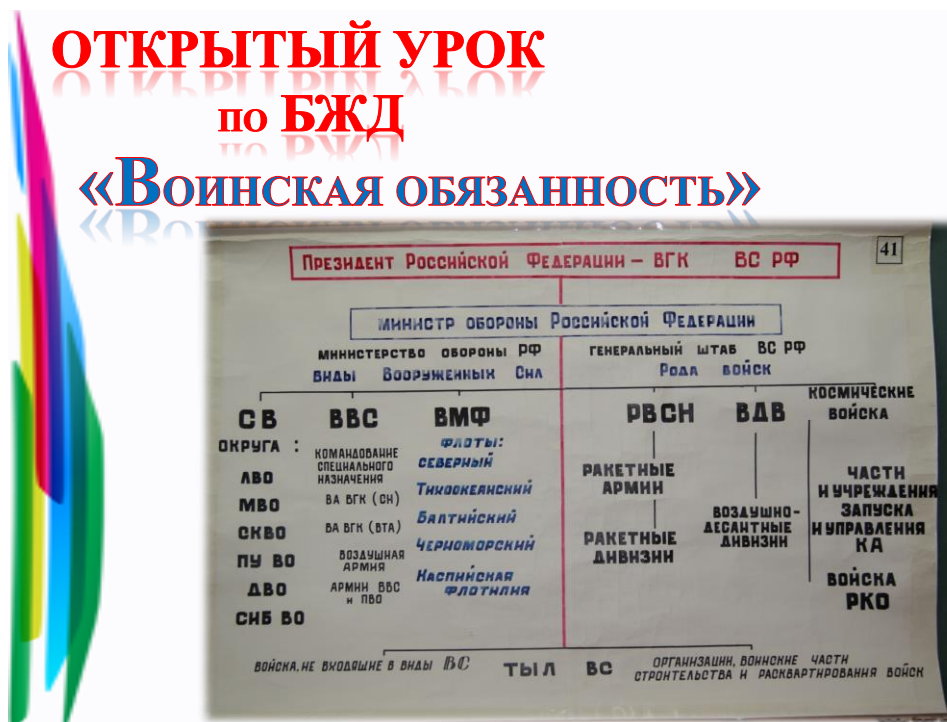 ОТКРЫТЫЙ УРОК
по БЖД
«Воинская обязанность»
41
Президент Российской Федерации – ВГК ВС РФ
министр обороны Российской Федерации
министерство обороны РФ
генеральный штаб ВС РФ
виды Вооруженных Сил
Рода войск
СВ
ВВС
ВМФ
РВСН
ВДВ
космические
войска
округа :
ЛВО
МВО
СКВО
ПУ ВО
ДВО
СИБ ВО
командование
специального
назначения
ВА ВГК (СН)
ВА ВГК (ВТА)
воздушная
армия
армии ВВС
и ПВО
флоты:
Северный
Тихоокеанский
Балтийский
Черноморский
Каспийская
флотилия
ракетные
армии
ракетные
дивизии
воздушно-
десантные
дивизии
части
и учреждения
запуска
и управления
КА
войска
РКО
войска, не входящие в виды ВС
тыл ВС
организации, воинские части
строительства и расквартирования войск